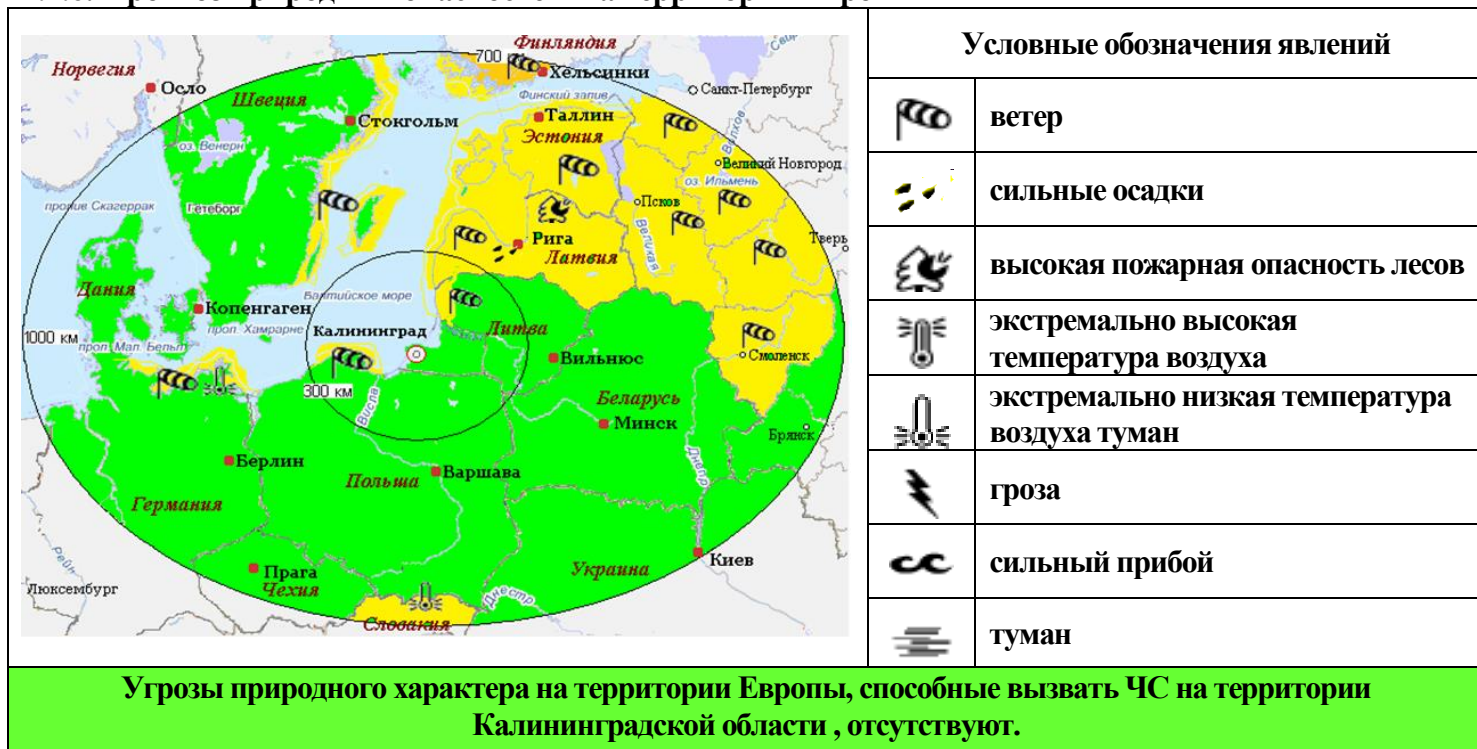 Норвегия
Осло
Швеция
Стокгольм
700
Финляндия
Хельсинки
Финский залив
Санкт-Петербург
Таллин
Эстония
Волхов
оз. Венерн
Великий Новгород
оз. Ильмень
Псков
Великая
пролив Скагеррак
Гетеборг
Рига
Латвия
Тверь
Дания
Копенгаген
Балтийское море
прол. Хамрарне
Калининград
Литва
1000 км
прол. Мал. Бельт
Вильнюс
Смоленск
300 км
Висла
Беларусь
Минск
Брянск
Днепр
Берлин
Варшава
Польша
Германия
Рейн
Прага
Чехия
Украина
Киев
Люксембург
Днестр
Словакия
Условные обозначения явлений
ветер
сильные осадки
высокая пожарная опасность лесов
экстремально высокая
температура воздуха
экстремально низкая температура
воздуха туман
гроза
сильный прибой
туман
Угрозы природного характера на территории Европы, способные вызвать ЧС на территории
Калининградской области , отсутствуют.